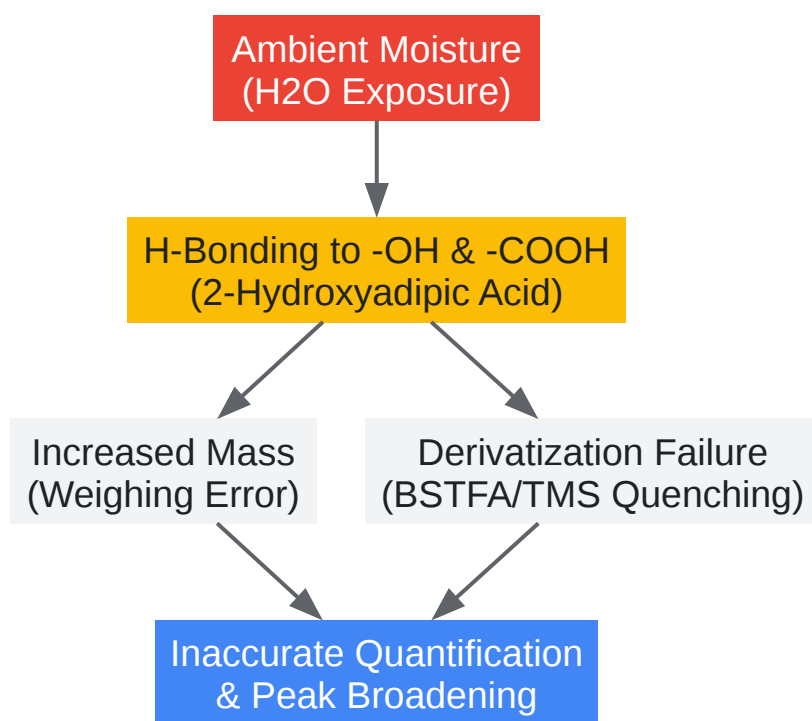 Ambient Moisture
(H2O Exposure)
H-Bonding to -OH & -COOH
(2-Hydroxyadipic Acid)
Increased Mass
(Weighing Error)
Derivatization Failure
(BSTFA/TMS Quenching)
Inaccurate Quantification
& Peak Broadening